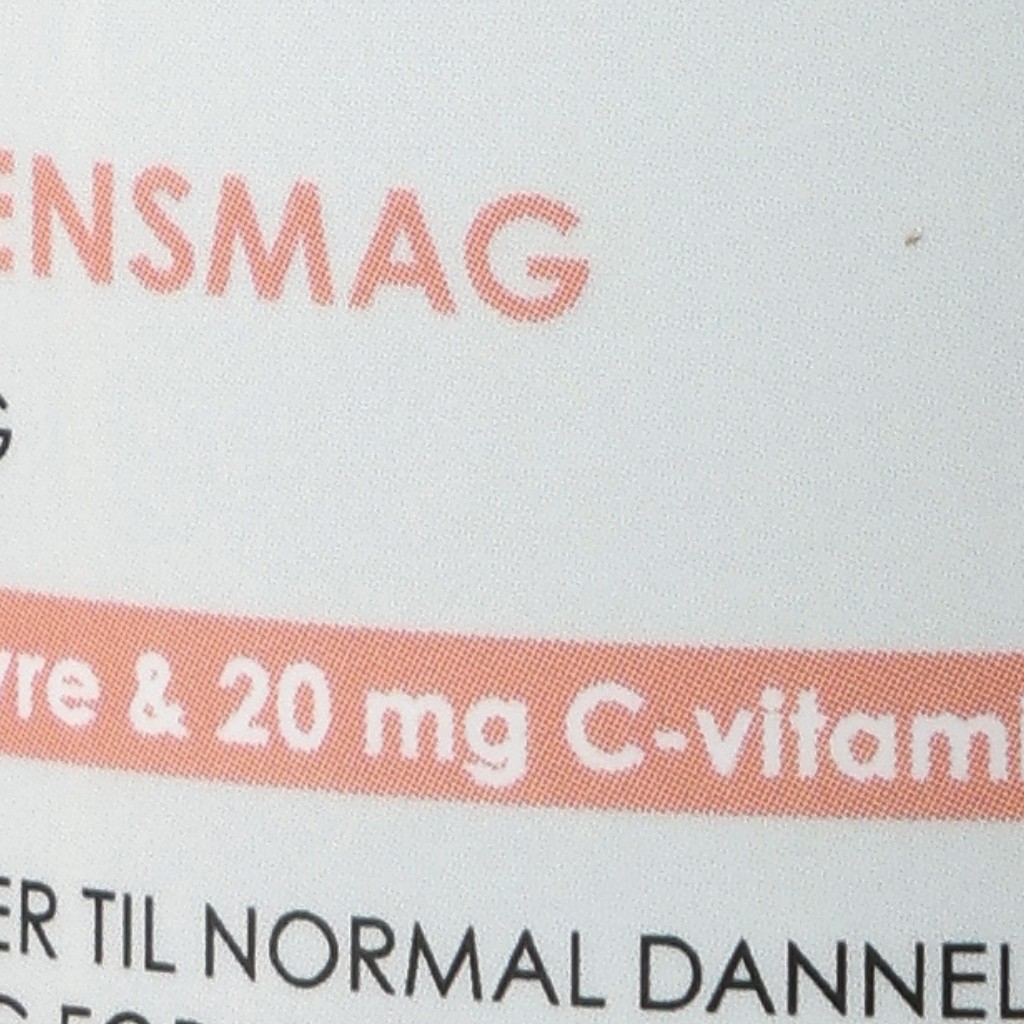 ENSMAG
G
yre & 20 mg C-vitami
ER TIL NORMAL DANNEL